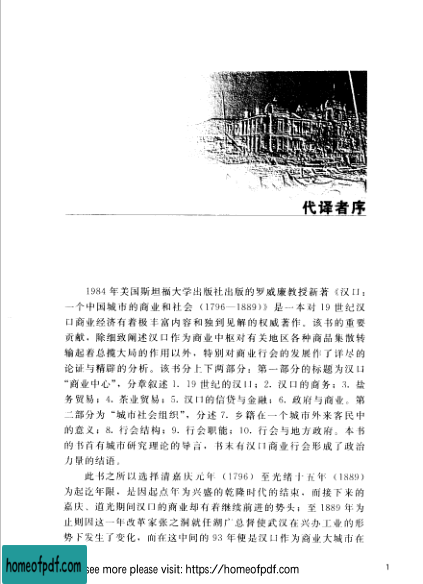 代译者序
1984 年美国斯坦福大学出版社出版的罗威廉教授新著《汉口：
一个中国城市的商业和社会（1796—1889）》是一本对 19 世纪汉
口商业经济有着极丰富内容和独到见解的权威著作。该书的重要
贡献，除细致阐述汉口作为商业中枢对有关地区各种商品集散转
输起着总揽大局的作用以外，特别对商业行会的发展作了详尽的
论证与精辟的分析。该书分上下两部分：第一部分的标题为汉口
“商业中心”，分章叙述 1. 19 世纪的汉口；2. 汉口的商务；3. 盐
务贸易；4. 茶业贸易；5. 汉口的信贷与金融；6. 政府与商业。第
二部分为“城市社会组织”，分述 7. 乡籍在一个城市外来客民中
的意义；8. 行会结构；9. 行会职能；10. 行会与地方政府。本书
的书首有城市研究理论的导言，书末有汉口商业行会形成了政治
力量的结语。
此书之所以选择清嘉庆元年（1796）至光绪十五年（1889）
为起讫年限，是因起点年为兴盛的乾隆时代的结束，而接下来的
嘉庆、道光期间汉口的商业却有着继续前进的势头；至 1889 年为
止则因这一年改革家张之洞就任湖广总督使武汉在兴办工业的形
势下发生了变化，而在这中间的 93 年便是汉口作为商业大城市在
1
homeofpdf.com
see more please visit: https://homeofpdf.com